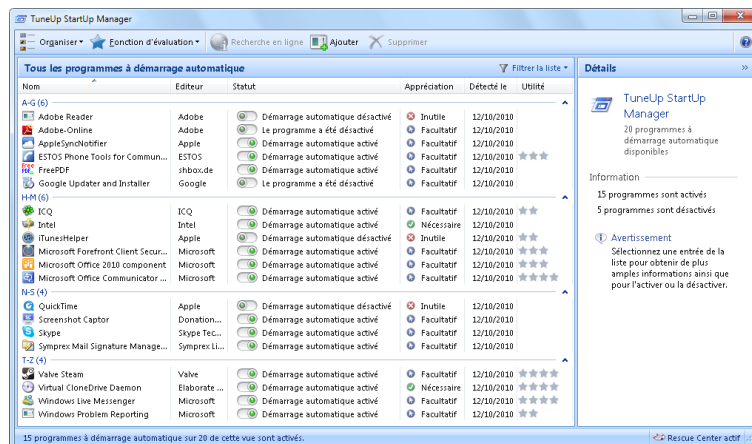 TuneUp StartUp Manager
Organiser Fonction d'évaluation Recherche en ligne Ajouter Supprimer
Tous les programmes à démarrage automatique Filtrer la liste
Nom Editeur Statut Appréciation Détecté le Utilité
A-G (6)
Adobe Reader Adobe Démarrage automatique désactivé Inutile 12/10/2010
Adobe-Online Adobe Le programme a été désactivé Facultatif 12/10/2010
AppleSyncNotifier Apple Démarrage automatique activé Facultatif 12/10/2010
ESTOS Phone Tools for Commun... ESTOS Démarrage automatique activé Facultatif 12/10/2010
FreePDF shbox.de Démarrage automatique activé Facultatif 12/10/2010
Google Updater and Installer Google Le programme a été désactivé Facultatif 12/10/2010
H-M (6)
ICQ ICQ Démarrage automatique activé Facultatif 12/10/2010
Intel Intel Démarrage automatique activé Nécessaire 12/10/2010
iTunesHelper Apple Démarrage automatique désactivé Inutile 12/10/2010
Microsoft Forefront Client Secur... Microsoft Démarrage automatique activé Facultatif 12/10/2010
Microsoft Office 2010 component Microsoft Démarrage automatique activé Facultatif 12/10/2010
Microsoft Office Communicator ... Microsoft Démarrage automatique activé Facultatif 12/10/2010
N-S (4)
QuickTime Apple Démarrage automatique désactivé Inutile 12/10/2010
Screenshot Captor Donation... Démarrage automatique activé Facultatif 12/10/2010
Skype Skype Tec... Démarrage automatique activé Facultatif 12/10/2010
Symprex Mail Signature Manage... Symprex Li... Démarrage automatique activé Facultatif 12/10/2010
T-Z (4)
Valve Steam Valve Démarrage automatique activé Facultatif 12/10/2010
Virtual CloneDrive Daemon Elaborate ... Démarrage automatique activé Nécessaire 12/10/2010
Windows Live Messenger Microsoft Démarrage automatique activé Facultatif 12/10/2010
Windows Problem Reporting Microsoft Démarrage automatique activé Facultatif 12/10/2010
15 programmes à démarrage automatique sur 20 de cette vue sont activés.
Détails
TuneUp StartUp
Manager
20 programmes à
démarrage automatique
disponibles
Information
15 programmes sont activés
5 programmes sont désactivés
Avertissement
Sélectionnez une entrée de la
liste pour obtenir de plus
amples informations ainsi que
pour l'activer ou la désactiver.
Rescue Center actif